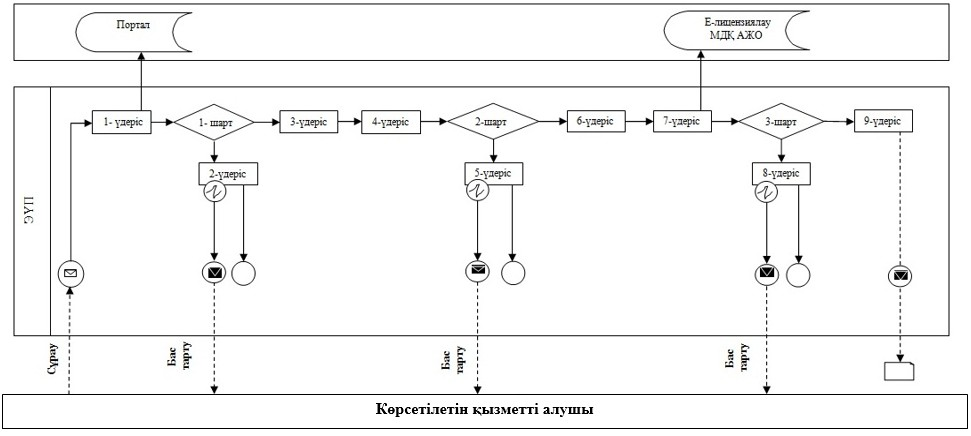 Портал
Е-лицензиялау
МДҚ АЖО
ЭҮП
1- үдеріс
1- шарт
3-үдеріс
4-үдеріс
2-шарт
6-үдеріс
7-үдеріс
3-шарт
9-үдеріс
2-үдеріс
5-үдеріс
8-үдеріс
Сұрау
Бас
тарту
Бас
тарту
Бас
тарту
Көрсетілетін қызметті алушы